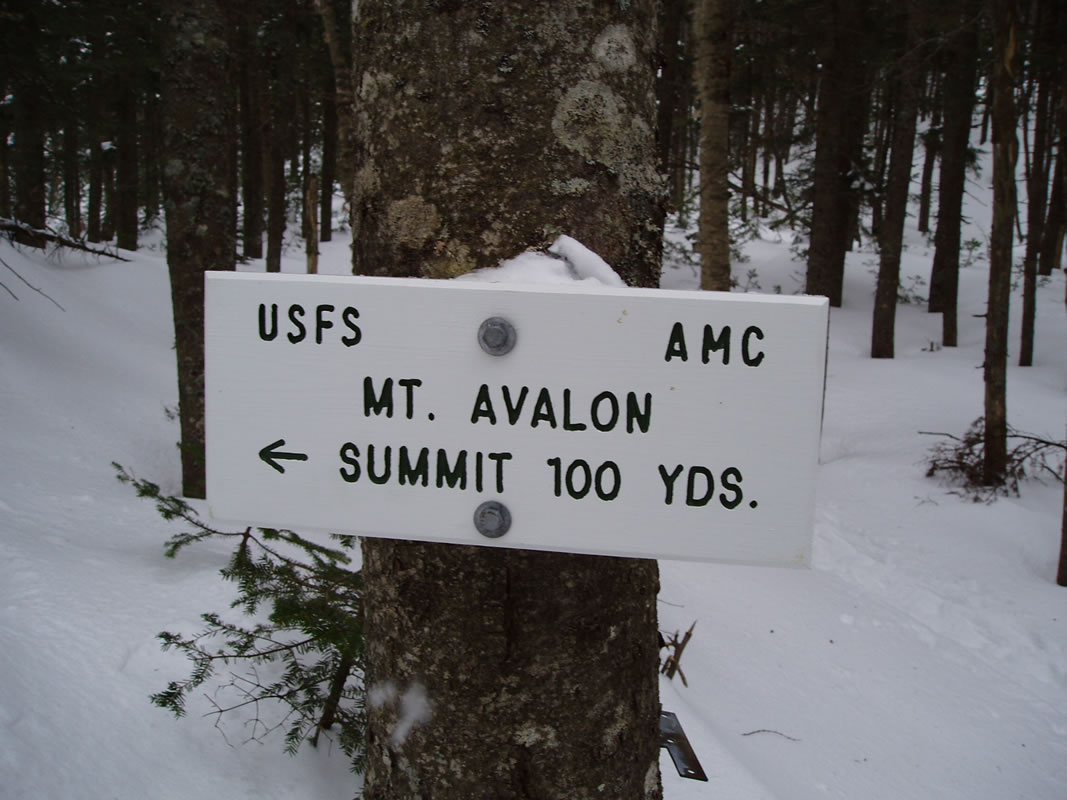 USFS AMC
MT. AVALON
← SUMMIT 100 YDS.